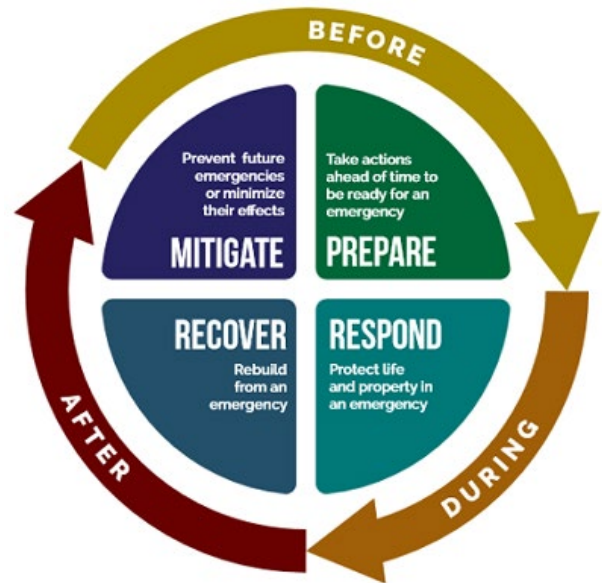 BEFORE
Prevent future
emergencies
or minimize
their effects
MITIGATE
Take actions
ahead of time to
be ready for an
emergency
PREPARE
RECOVER
Rebuild
from an
emergency
RESPOND
Protect life
and property in
an emergency
AFTER
DURING